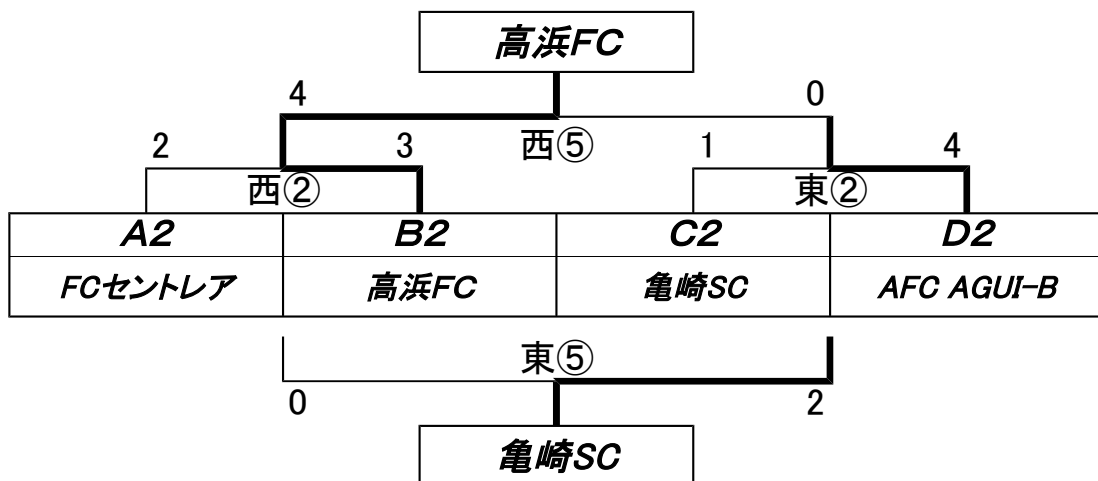 高浜FC
4 0
2 3 西⑤ 1 4
西② 東②
A2 B2 C2 D2
FCセントレア 高浜FC 亀崎SC AFC AGUI-B
東⑤
0 2
亀崎SC